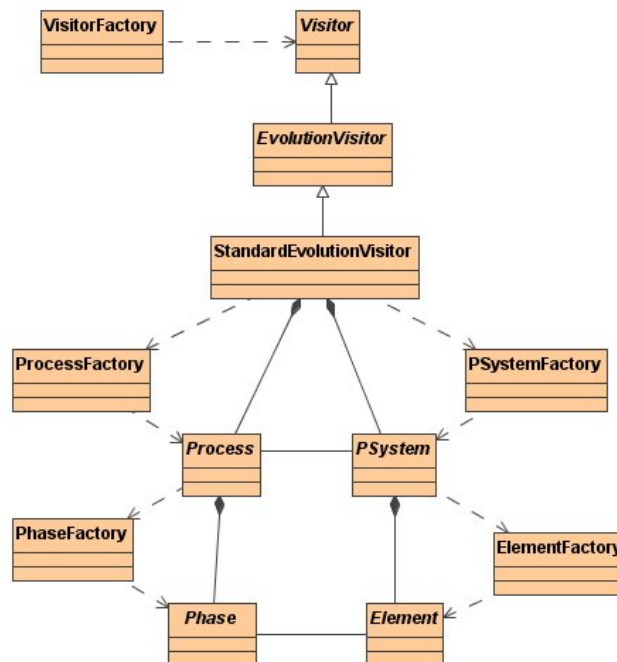 VisitorFactory
Visitor
EvolutionVisitor
StandardEvolutionVisitor
ProcessFactory
PSystemFactory
Process
PSystem
PhaseFactory
ElementFactory
Phase
Element